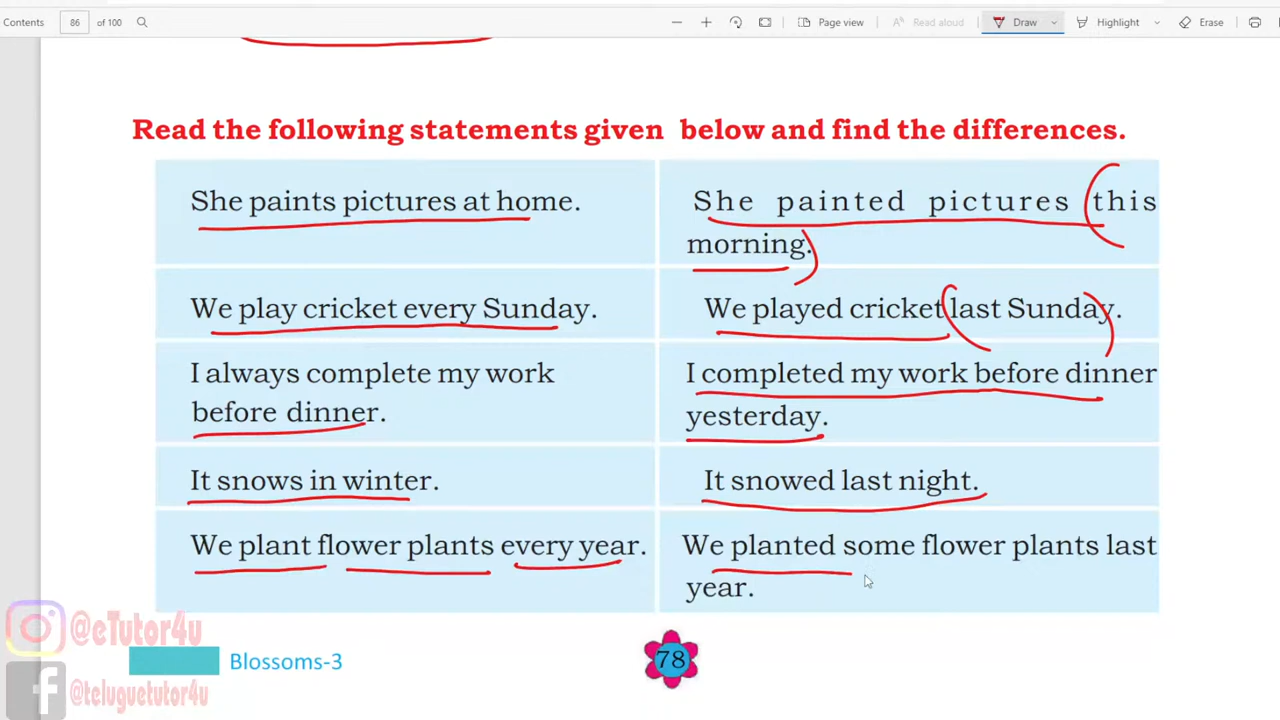 Contents 86 of 100 Page view Read aloud Draw Highlight Erase
Read the following statements given below and find the differences.
She paints pictures at home.
She painted pictures this
morning.
We play cricket every Sunday.
We played cricket last Sunday.
I always complete my work
before dinner.
I completed my work before dinner
yesterday.
It snows in winter.
It snowed last night.
We plant flower plants every year.
We planted some flower plants last
year.
@eTutor4u
Blossoms-3
78
@teluguetutor4u